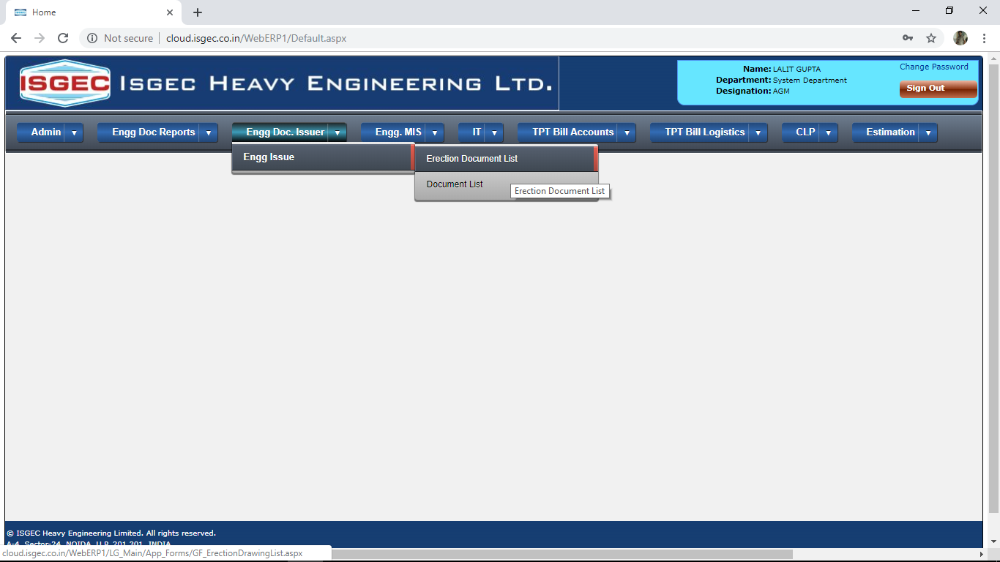 Home
Not secure
cloud.isgec.co.in/WebERP1/Default.aspx
ISGEC
ISGEC HEAVY ENGINEERING LTD.
Name: LALIT GUPTA
Department: System Department
Designation: AGM
Change Password
Sign Out
Admin
Engg Doc Reports
Engg Doc. Issuer
Engg. MIS
IT
TPT Bill Accounts
TPT Bill Logistics
CLP
Estimation
Engg Issue
Erection Document List
Document List
Erection Document List
© ISGEC Heavy Engineering Limited. All rights reserved.
A-4, Sector-24, NOIDA, U.P. 201 301, INDIA
cloud.isgec.co.in/WebERP1/LG_Main/App_Forms/GF_ErectionDrawingList.aspx